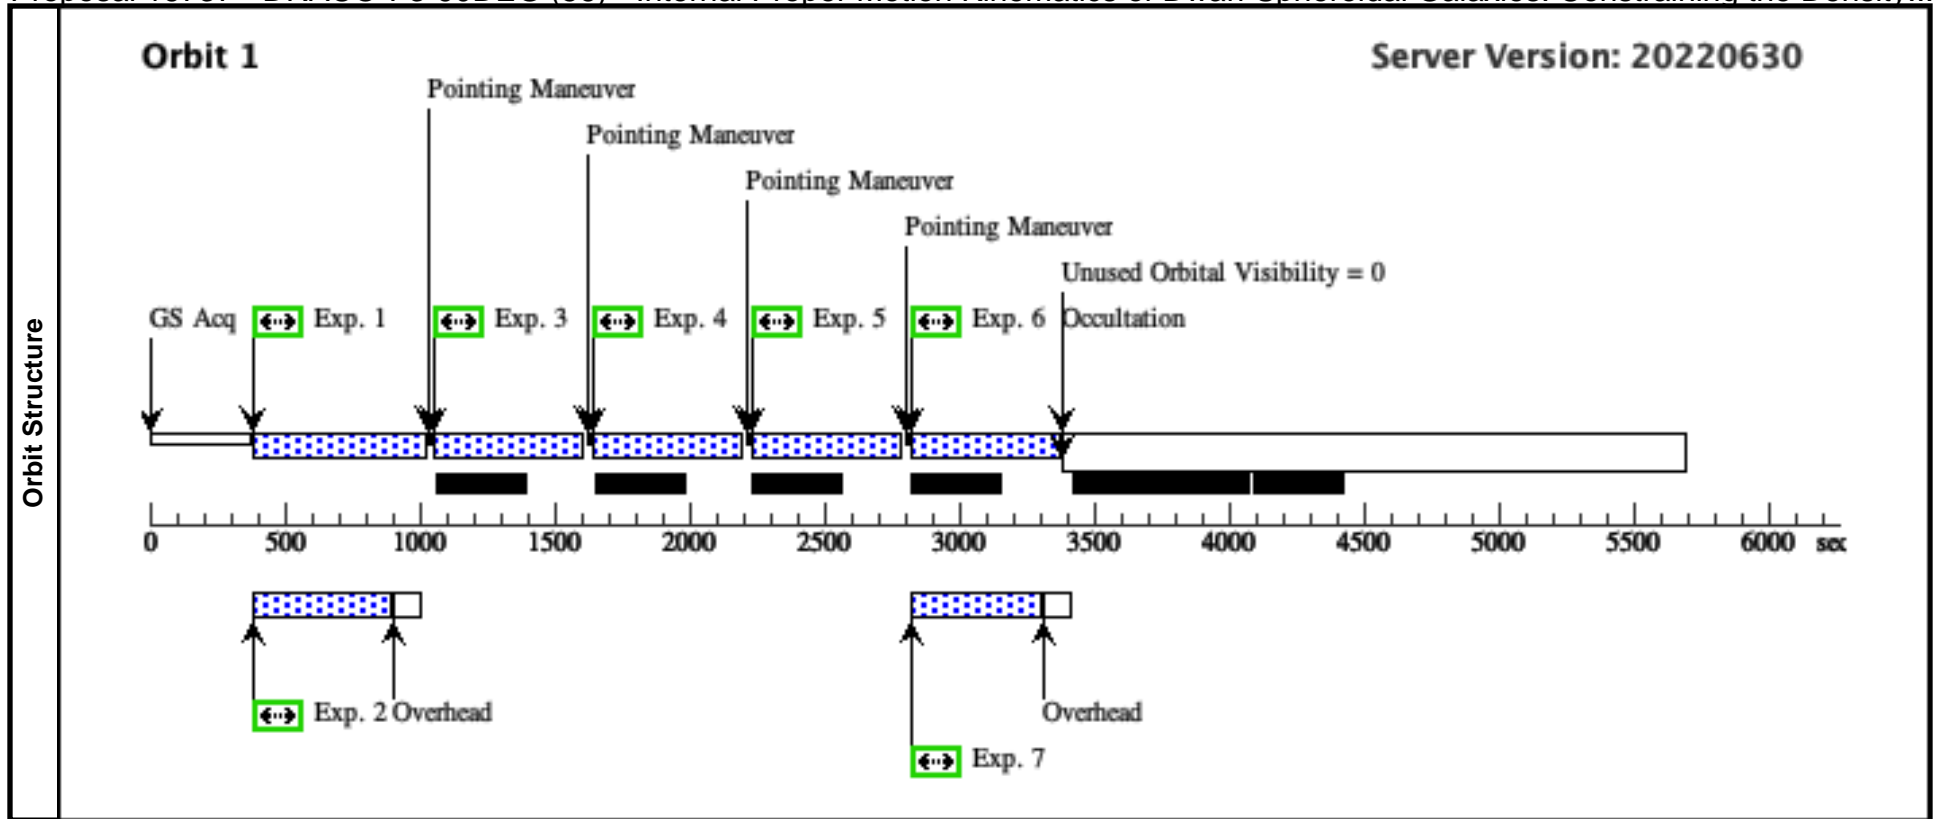 Orbit 1
Server Version: 20220630
Pointing Maneuver
Pointing Maneuver
Pointing Maneuver
Pointing Maneuver
Unused Orbital Visibility = 0
GS Acq Exp. 1 Exp. 3 Exp. 4 Exp. 5 Exp. 6 Occultation
Orbit Structure
0 500 1000 1500 2000 2500 3000 3500 4000 4500 5000 5500 6000 sec
Exp. 2 Overhead
Overhead
Exp. 7